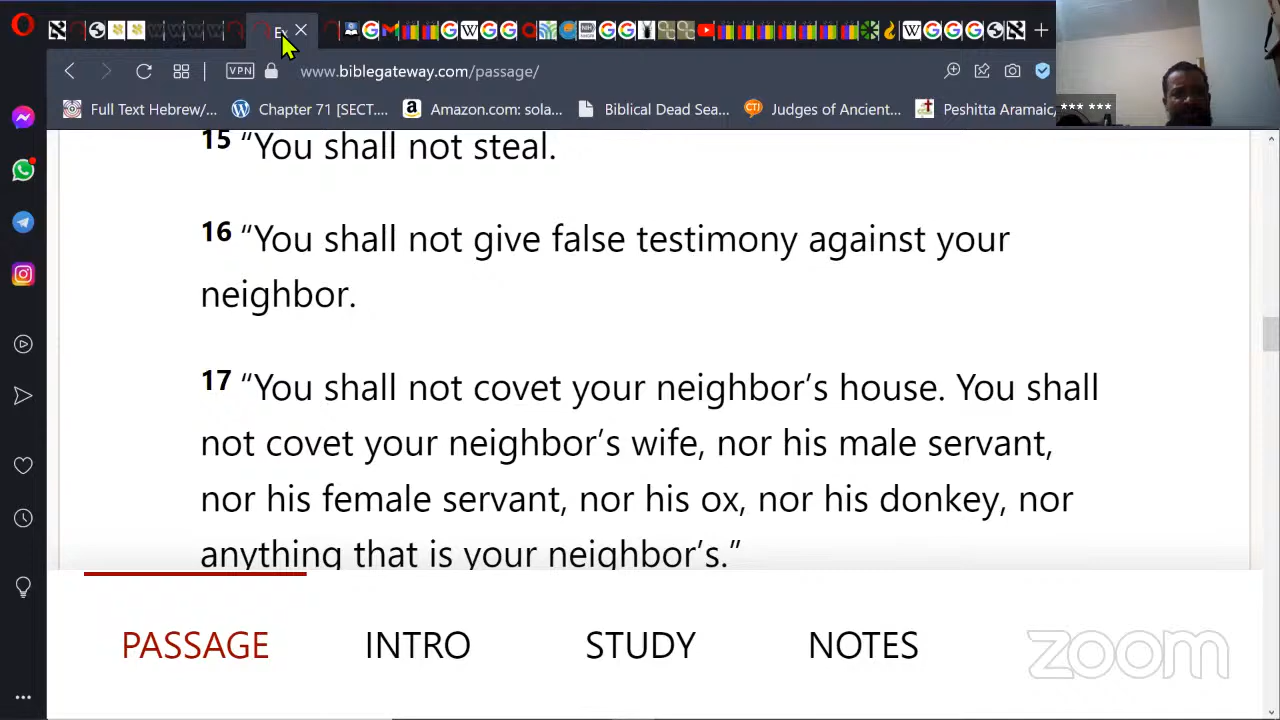 Ex
VPN
www.biblegateway.com/passage/
Full Text Hebrew/... Chapter 71 [SECT.... Amazon.com: sola... Biblical Dead Sea... Judges of Ancient... Peshitta Aramaic,
*** ***
15 “You shall not steal.
16 “You shall not give false testimony against your
neighbor.
17 “You shall not covet your neighbor’s house. You shall
not covet your neighbor’s wife, nor his male servant,
nor his female servant, nor his ox, nor his donkey, nor
anything that is your neighbor’s.”
PASSAGE INTRO STUDY NOTES
zoom